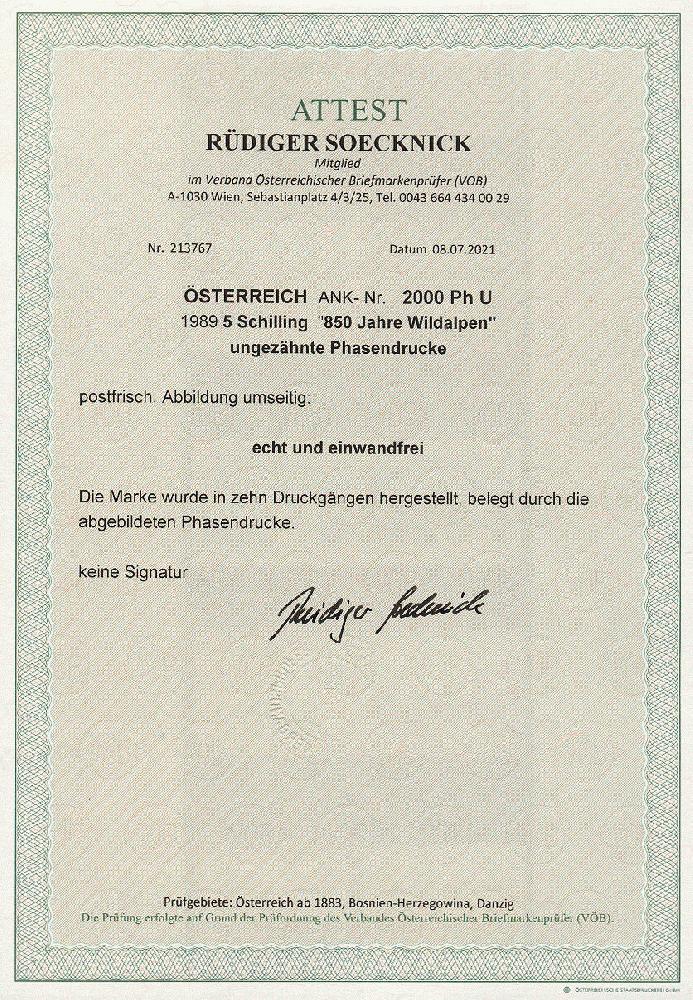 ATTEST
RÜDIGER SOECKNICK
Mitglied
im Verband Österreichischer Briefmarkenprüfer (VÖB)
A-1030 Wien, Sebastianplatz 4/3/25, Tel. 0043 664 434 00 29
Nr. 213767 Datum 08.07.2021
ÖSTERREICH ANK- Nr. 2000 Ph U
1989 5 Schilling "850 Jahre Wildalpen"
ungezähnte Phasendrucke
postfrisch. Abbildung umseitig:
echt und einwandfrei
Die Marke wurde in zehn Druckgängen hergestellt, belegt durch die
abgebildeten Phasendrucke.
keine Signatur
Rüdiger Soecknick
Prüfgebiete: Österreich ab 1883, Bosnien-Herzegowina, Danzig
Die Prüfung erfolgte auf Grund der Prüfordnung des Verbandes Österreichischer Briefmarkenprüfer (VÖB).
ÖSTERREICHISCHE STAATSDRUCKEREI GmbH